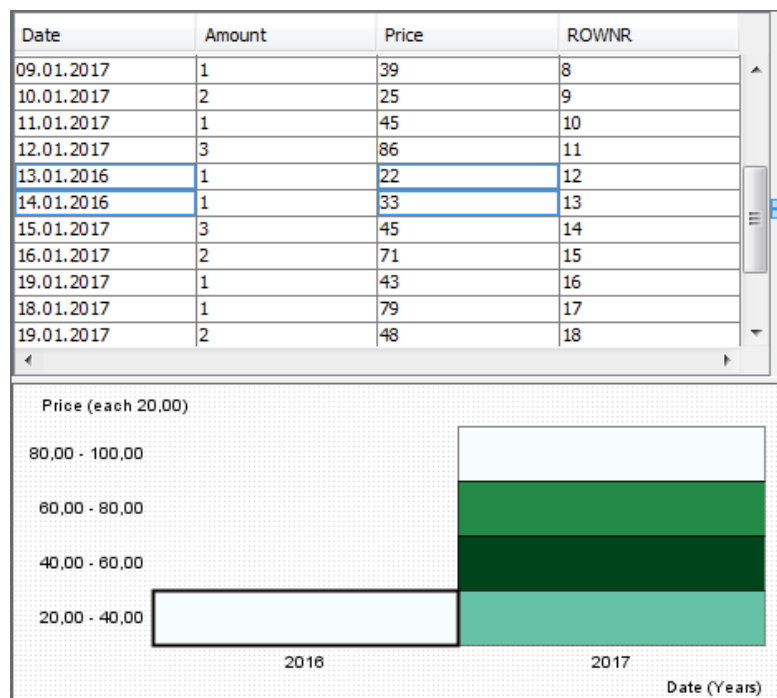 Date Amount Price ROWNR
09.01.2017 1 39 8
10.01.2017 2 25 9
11.01.2017 1 45 10
12.01.2017 3 86 11
13.01.2016 1 22 12
14.01.2016 1 33 13
15.01.2017 3 45 14
16.01.2017 2 71 15
19.01.2017 1 43 16
18.01.2017 1 79 17
19.01.2017 2 48 18
Price (each 20,00)
80,00 - 100,00
60,00 - 80,00
40,00 - 60,00
20,00 - 40,00
2016 2017
Date (Years)